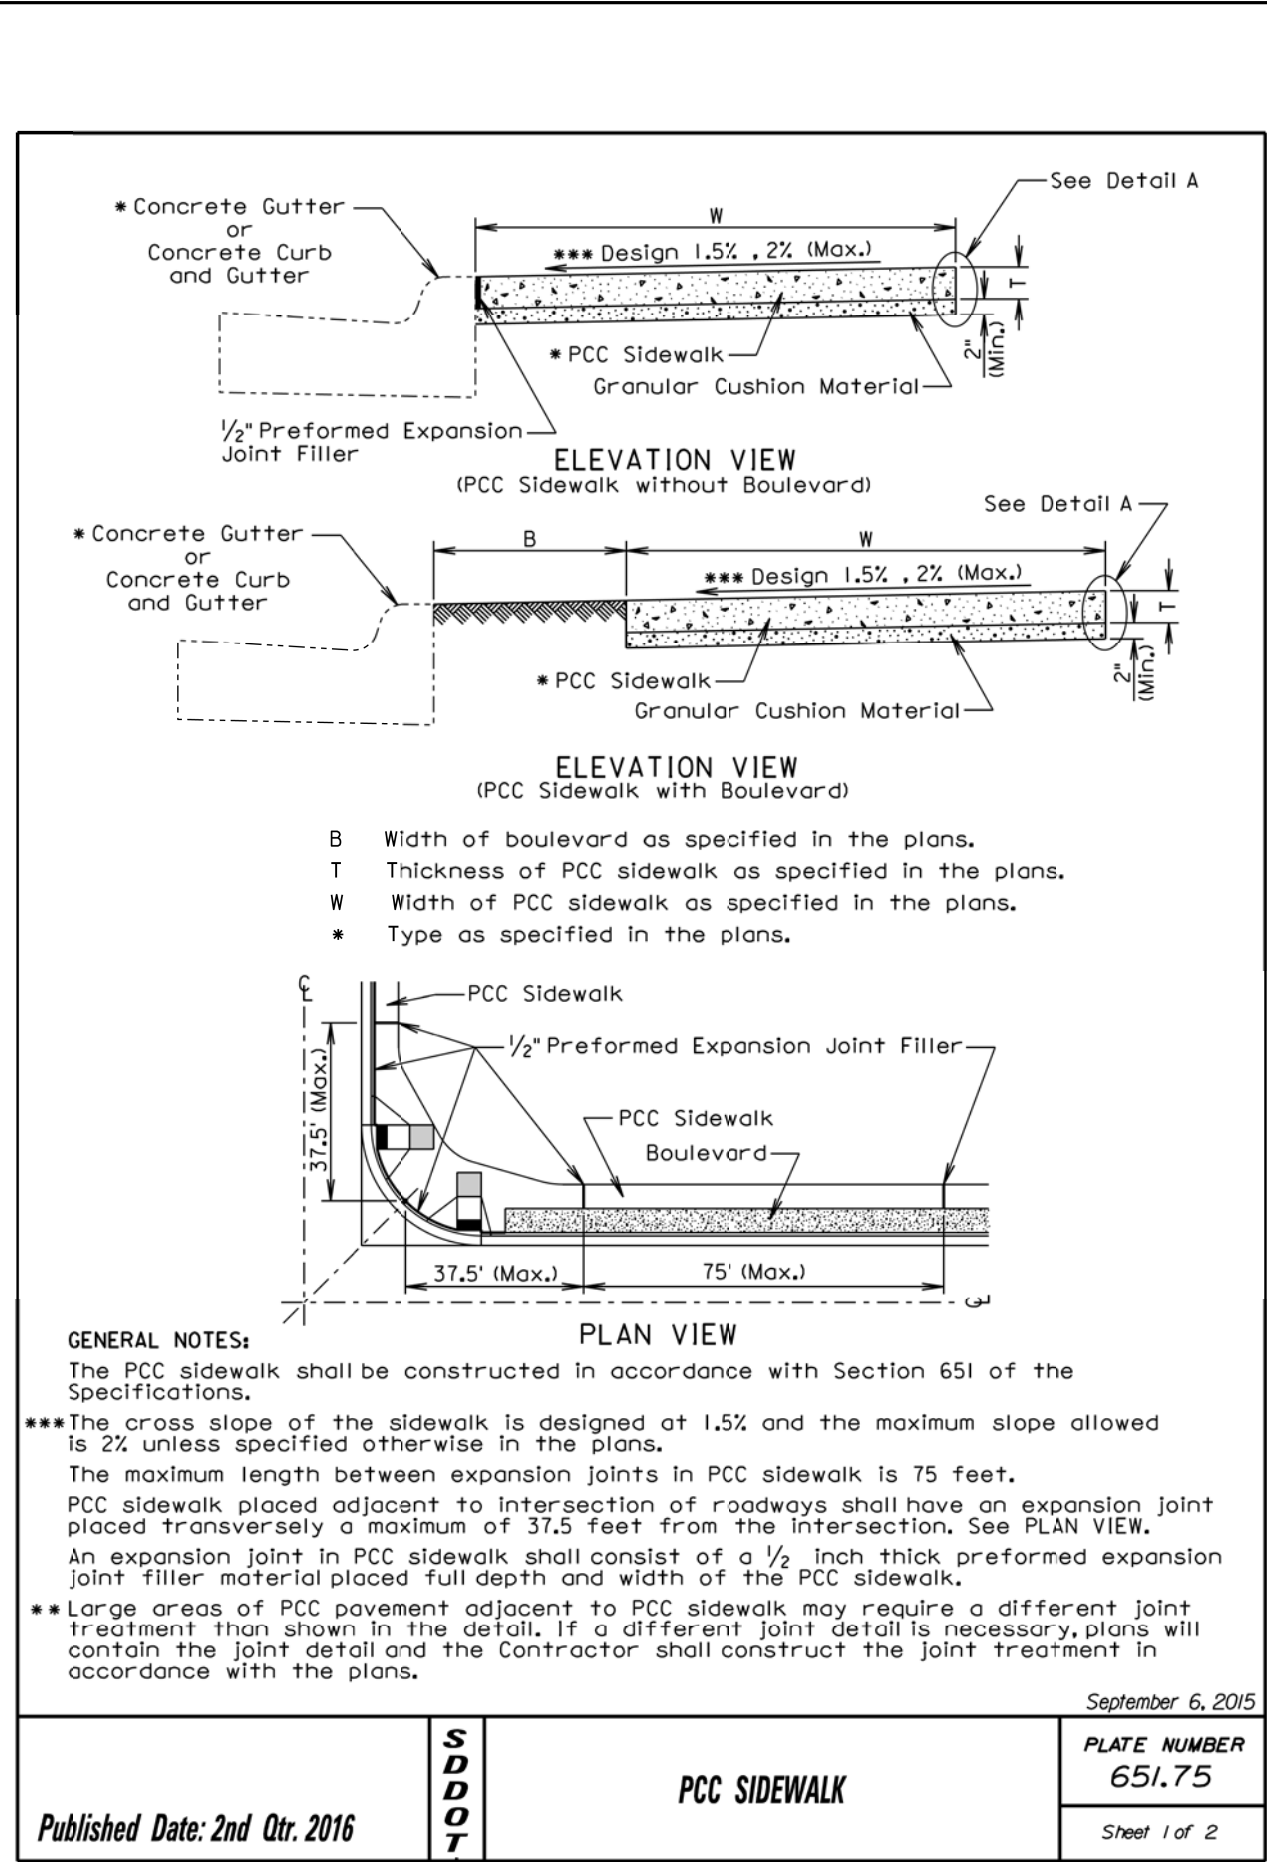 See Detail A
* Concrete Gutter
or
Concrete Curb
and Gutter
W
*** Design 1.5% , 2% (Max.)
T
2"
(Min.)
* PCC Sidewalk
Granular Cushion Material
1/2" Preformed Expansion
Joint Filler
ELEVATION VIEW
(PCC Sidewalk without Boulevard)
See Detail A
* Concrete Gutter
or
Concrete Curb
and Gutter
B
W
*** Design 1.5% , 2% (Max.)
T
2"
(Min.)
* PCC Sidewalk
Granular Cushion Material
ELEVATION VIEW
(PCC Sidewalk with Boulevard)
B Width of boulevard as specified in the plans.
T Thickness of PCC sidewalk as specified in the plans.
W Width of PCC sidewalk as specified in the plans.
* Type as specified in the plans.
℄
PCC Sidewalk
1/2" Preformed Expansion Joint Filler
37.5' (Max.)
PCC Sidewalk
Boulevard
37.5' (Max.)
75' (Max.)
℄
PLAN VIEW
GENERAL NOTES:
The PCC sidewalk shall be constructed in accordance with Section 651 of the
Specifications.
*** The cross slope of the sidewalk is designed at 1.5% and the maximum slope allowed
is 2% unless specified otherwise in the plans.
The maximum length between expansion joints in PCC sidewalk is 75 feet.
PCC sidewalk placed adjacent to intersection of roadways shall have an expansion joint
placed transversely a maximum of 37.5 feet from the intersection. See PLAN VIEW.
An expansion joint in PCC sidewalk shall consist of a 1/2 inch thick preformed expansion
joint filler material placed full depth and width of the PCC sidewalk.
** Large areas of PCC pavement adjacent to PCC sidewalk may require a different joint
treatment than shown in the detail. If a different joint detail is necessary, plans will
contain the joint detail and the Contractor shall construct the joint treatment in
accordance with the plans.
September 6, 2015
Published Date: 2nd Qtr. 2016
S
D
D
O
T
PCC SIDEWALK
PLATE NUMBER
651.75
Sheet 1 of 2